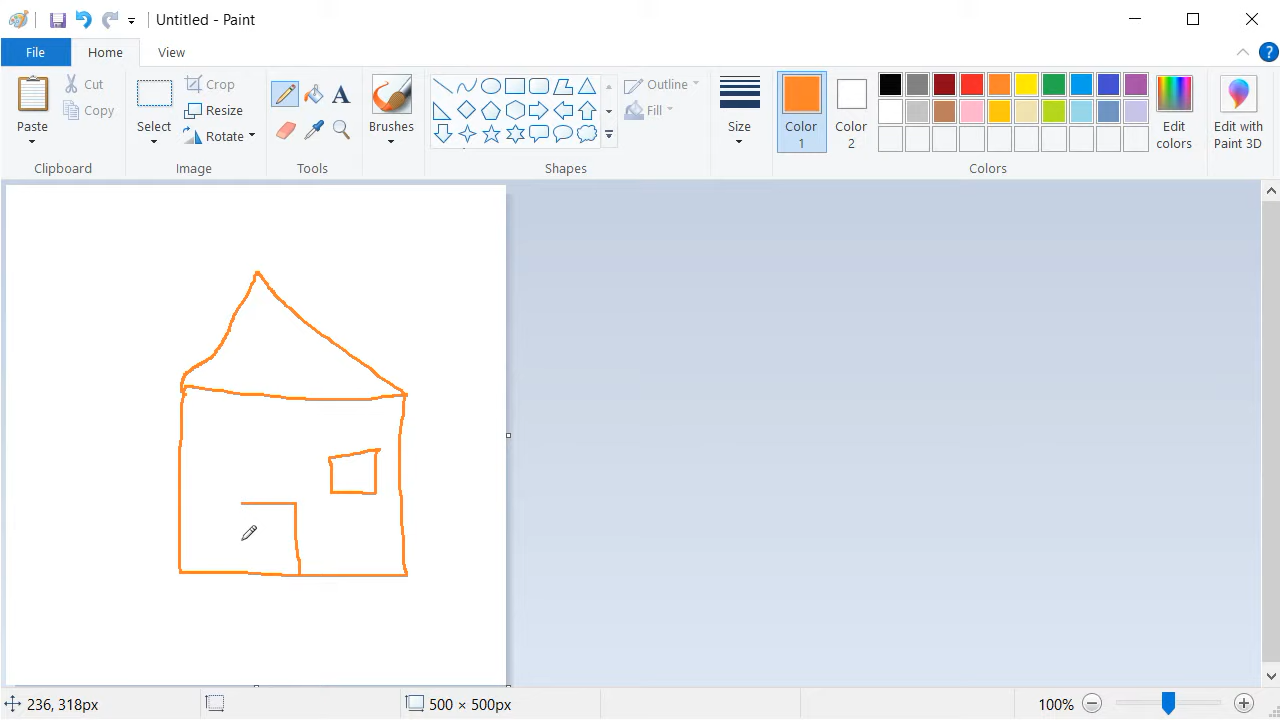 Untitled - Paint
File Home View
Paste Cut Copy Clipboard
Select Crop Resize Rotate Image
A Tools
Brushes
Shapes Outline Fill
Size
Color 1 Color 2 Edit colors Colors
Edit with Paint 3D
?
236, 318px 500 × 500px 100%